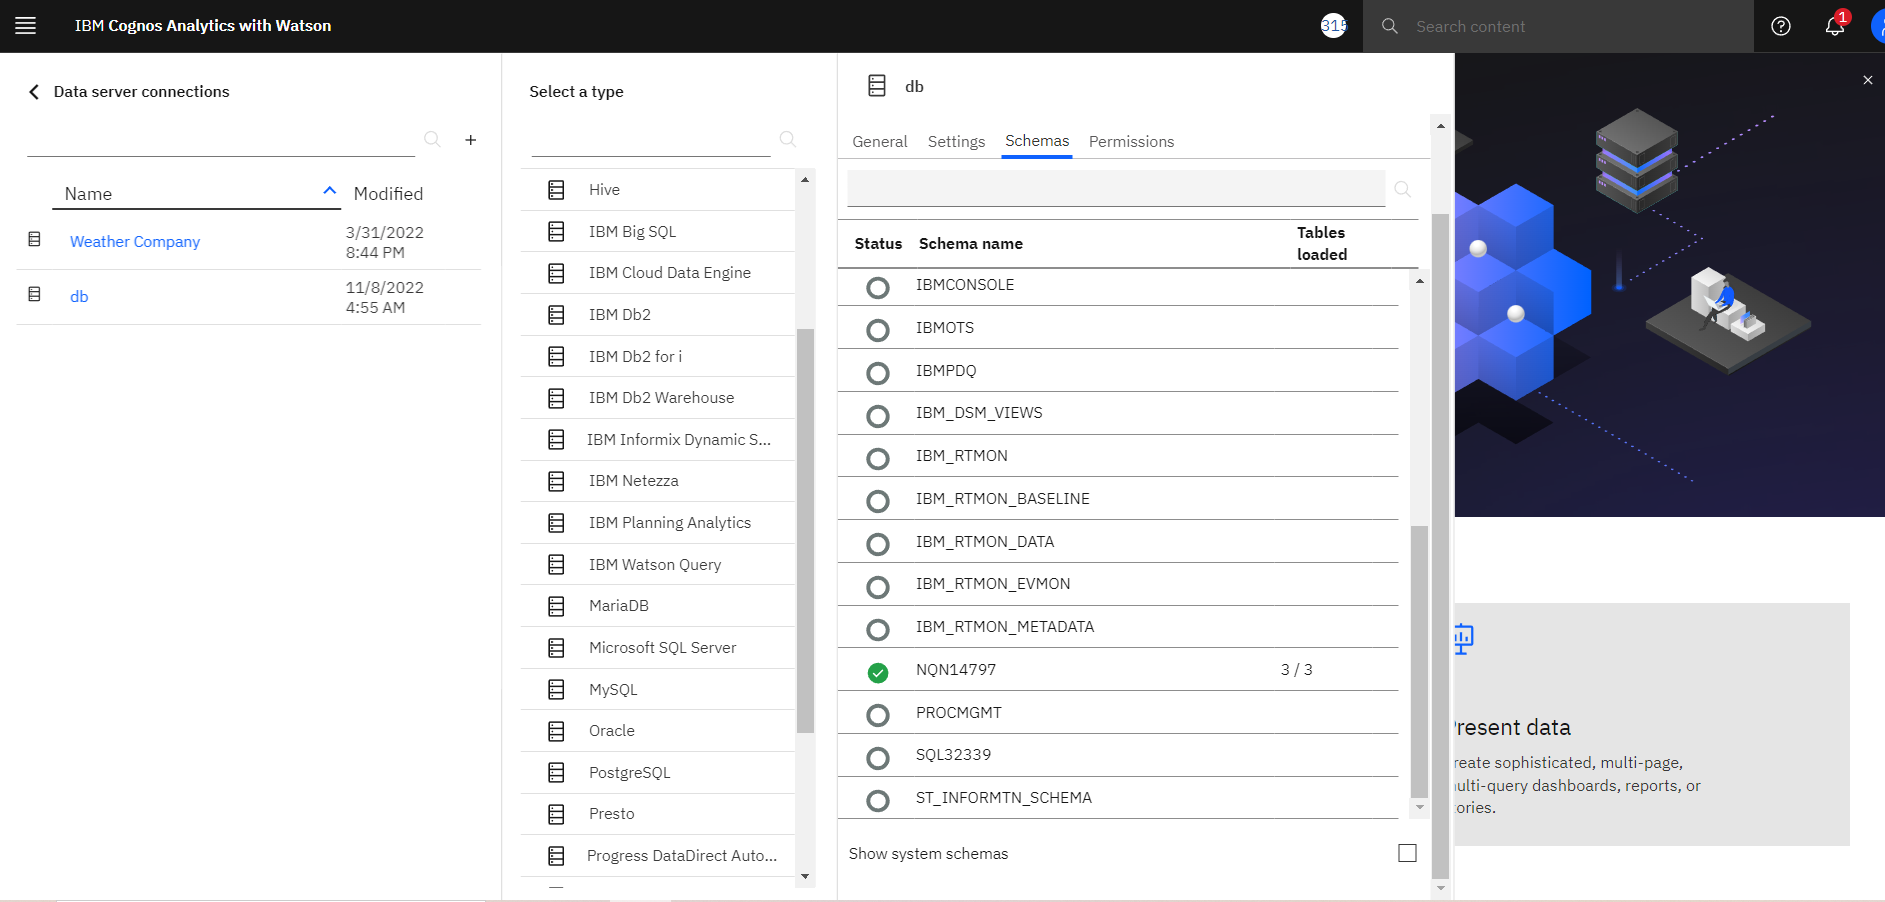 IBM Cognos Analytics with Watson
315
Search content
1
Data server connections
Name
Modified
Weather Company
3/31/2022
8:44 PM
db
11/8/2022
4:55 AM
Select a type
Hive
IBM Big SQL
IBM Cloud Data Engine
IBM Db2
IBM Db2 for i
IBM Db2 Warehouse
IBM Informix Dynamic S...
IBM Netezza
IBM Planning Analytics
IBM Watson Query
MariaDB
Microsoft SQL Server
MySQL
Oracle
PostgreSQL
Presto
Progress DataDirect Auto...
db
General Settings Schemas Permissions
Status Schema name Tables
loaded
IBMCONSOLE
IBMOTS
IBMPDQ
IBM_DSM_VIEWS
IBM_RTMON
IBM_RTMON_BASELINE
IBM_RTMON_DATA
IBM_RTMON_EVMON
IBM_RTMON_METADATA
NQN14797 3 / 3
PROCMGMT
SQL32339
ST_INFORMTN_SCHEMA
Show system schemas
resent data
reate sophisticated, multi-page,
ulti-query dashboards, reports, or
ories.